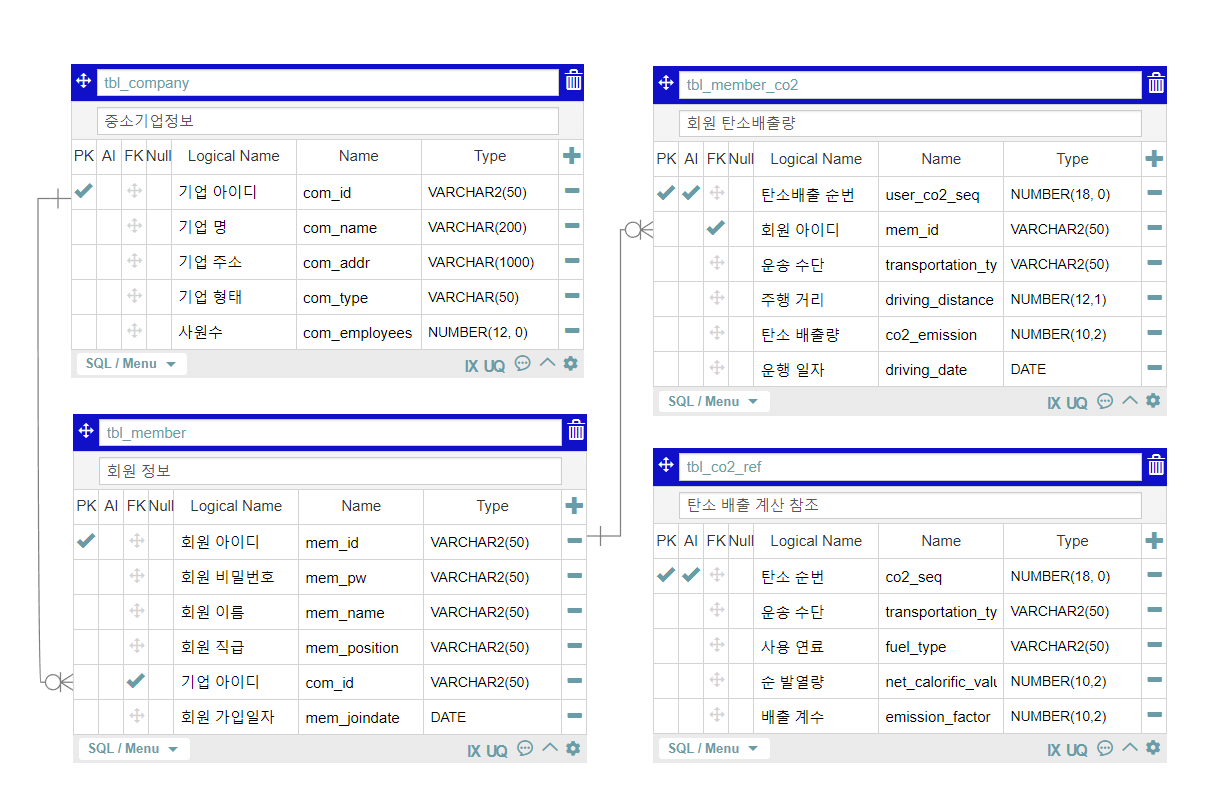 tbl_company
중소기업정보
PK AI FK Null Logical Name Name Type
기업 아이디 com_id VARCHAR2(50)
기업 명 com_name VARCHAR(200)
기업 주소 com_addr VARCHAR(1000)
기업 형태 com_type VARCHAR(50)
사원수 com_employees NUMBER(12, 0)
SQL / Menu IX UQ
tbl_member
회원 정보
PK AI FK Null Logical Name Name Type
회원 아이디 mem_id VARCHAR2(50)
회원 비밀번호 mem_pw VARCHAR2(50)
회원 이름 mem_name VARCHAR2(50)
회원 직급 mem_position VARCHAR2(50)
기업 아이디 com_id VARCHAR2(50)
회원 가입일자 mem_joindate DATE
SQL / Menu IX UQ
tbl_member_co2
회원 탄소배출량
PK AI FK Null Logical Name Name Type
탄소배출 순번 user_co2_seq NUMBER(18, 0)
회원 아이디 mem_id VARCHAR2(50)
운송 수단 transportation_ty VARCHAR2(50)
주행 거리 driving_distance NUMBER(12,1)
탄소 배출량 co2_emission NUMBER(10,2)
운행 일자 driving_date DATE
SQL / Menu IX UQ
tbl_co2_ref
탄소 배출 계산 참조
PK AI FK Null Logical Name Name Type
탄소 순번 co2_seq NUMBER(18, 0)
운송 수단 transportation_ty VARCHAR2(50)
사용 연료 fuel_type VARCHAR2(50)
순 발열량 net_calorific_valu NUMBER(10,2)
배출 계수 emission_factor NUMBER(10,2)
SQL / Menu IX UQ